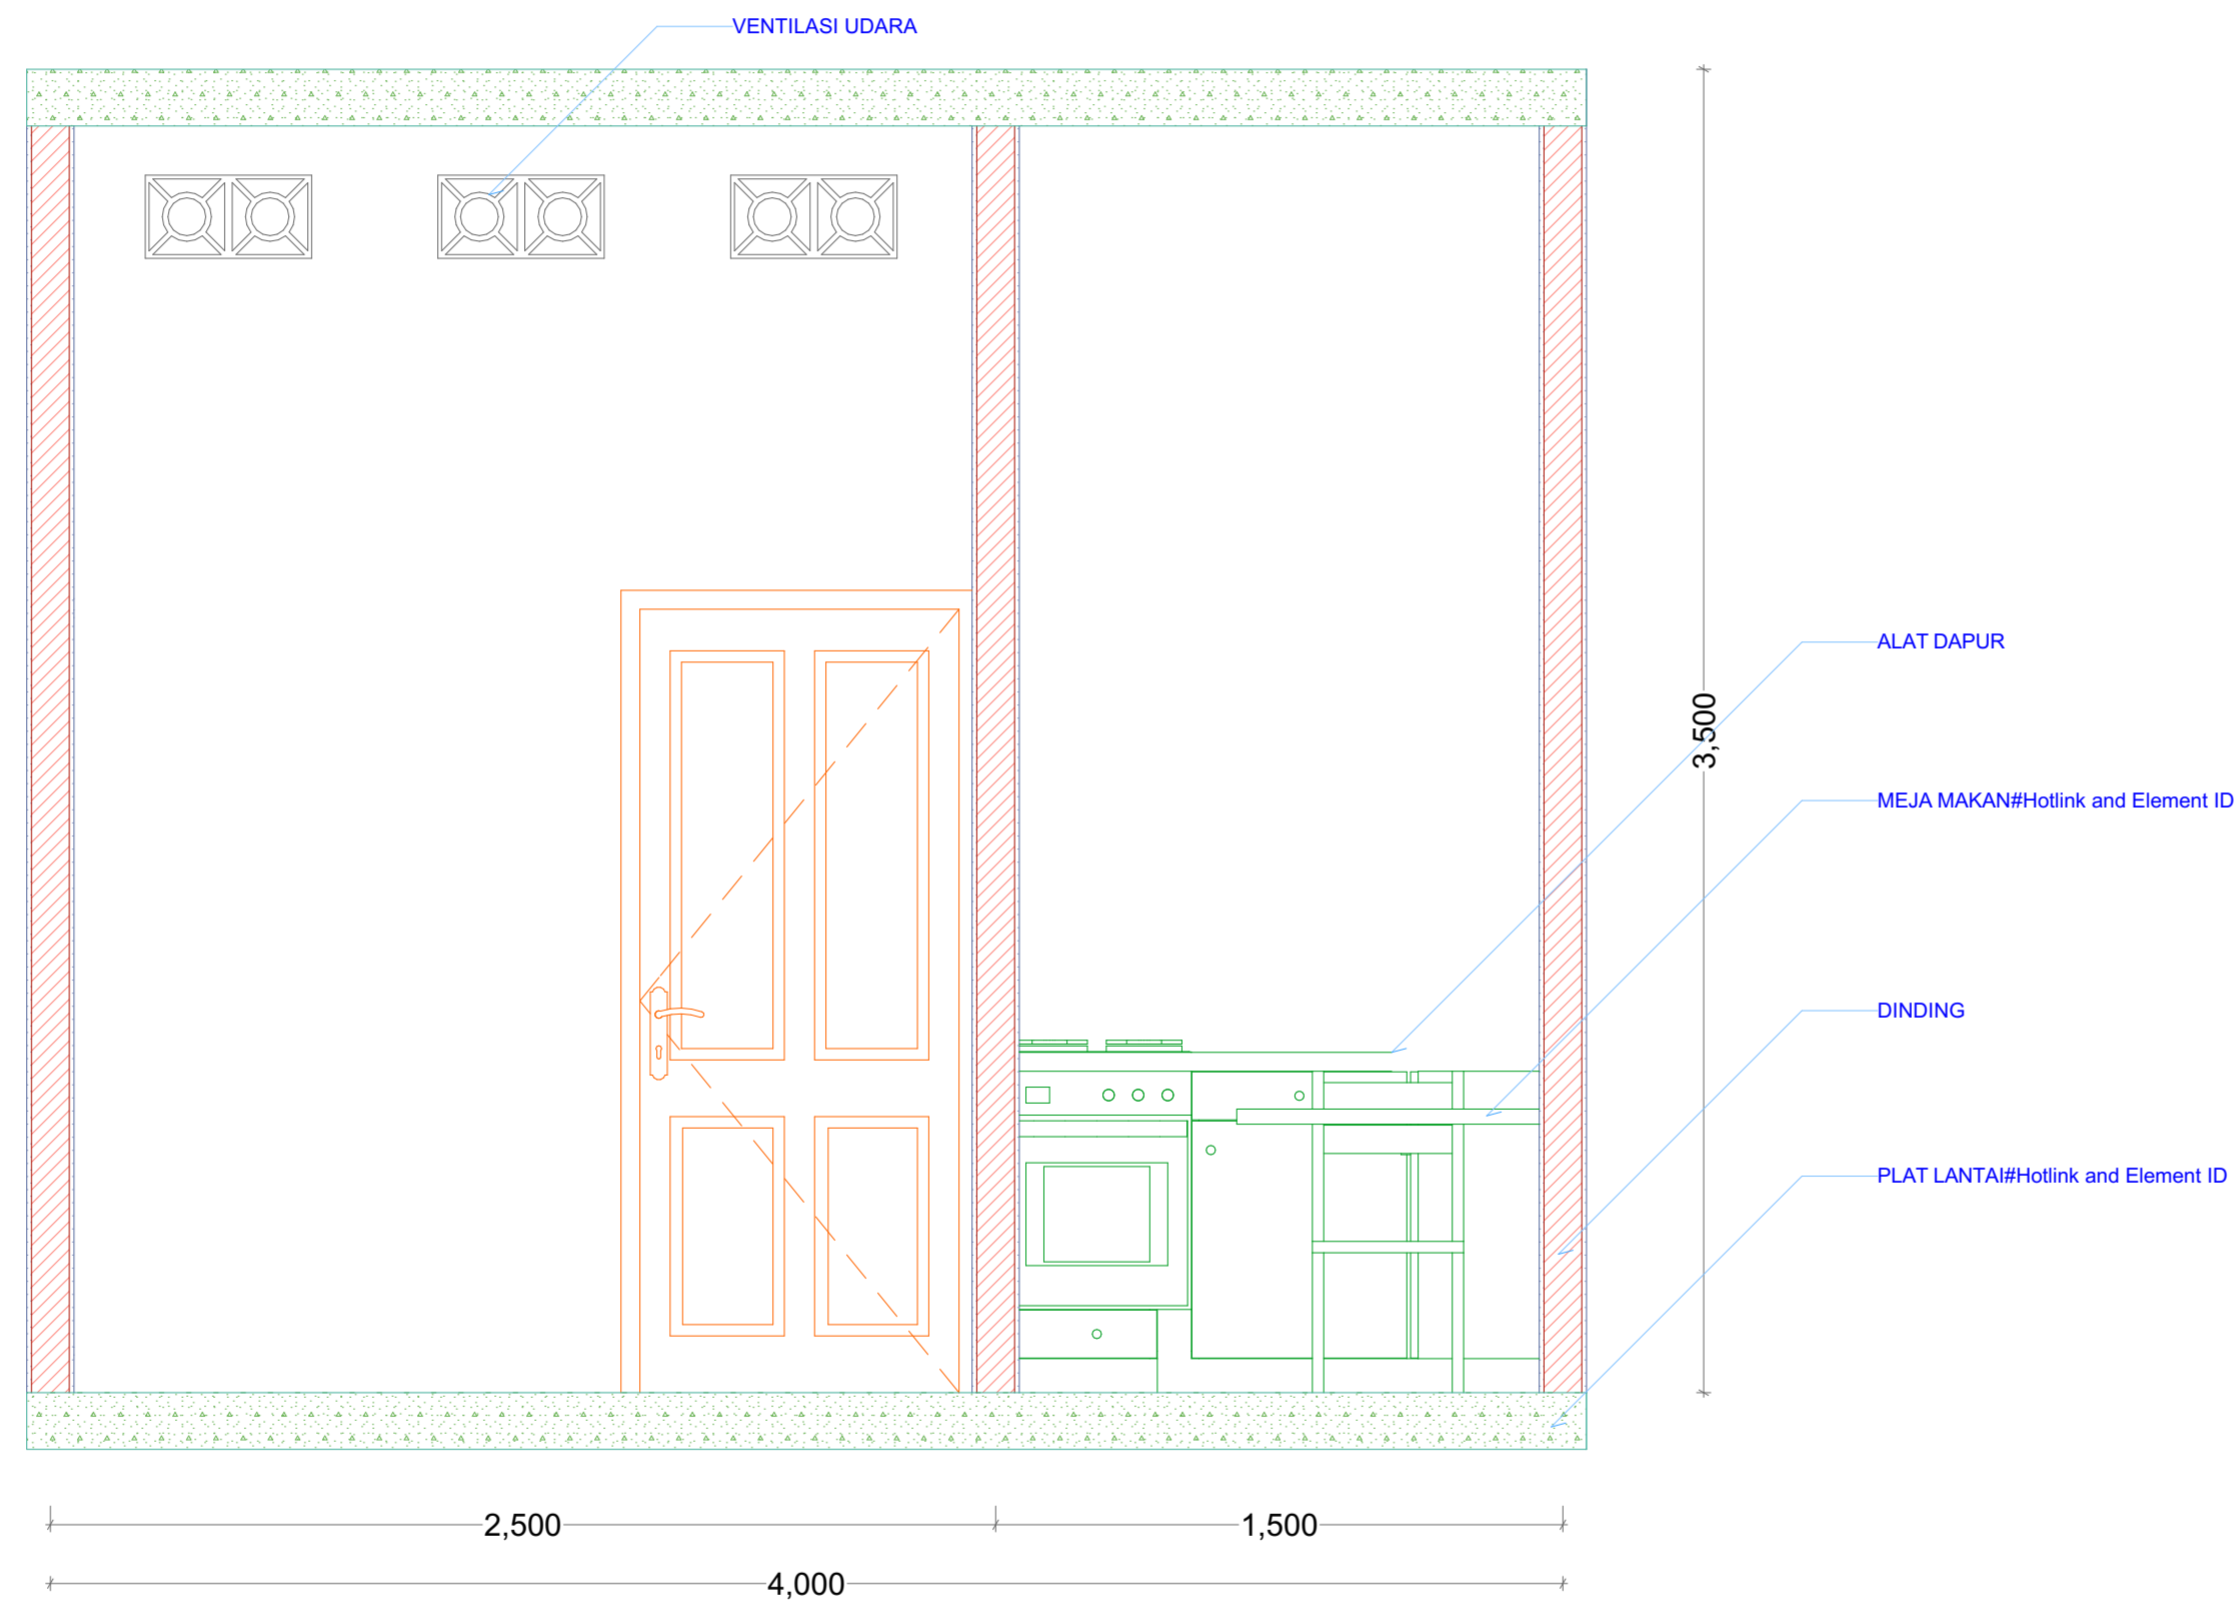 VENTILASI UDARA
ALAT DAPUR
3,500
MEJA MAKAN#Hotlink and Element ID
DINDING
PLAT LANTAI#Hotlink and Element ID
2,500
1,500
4,000